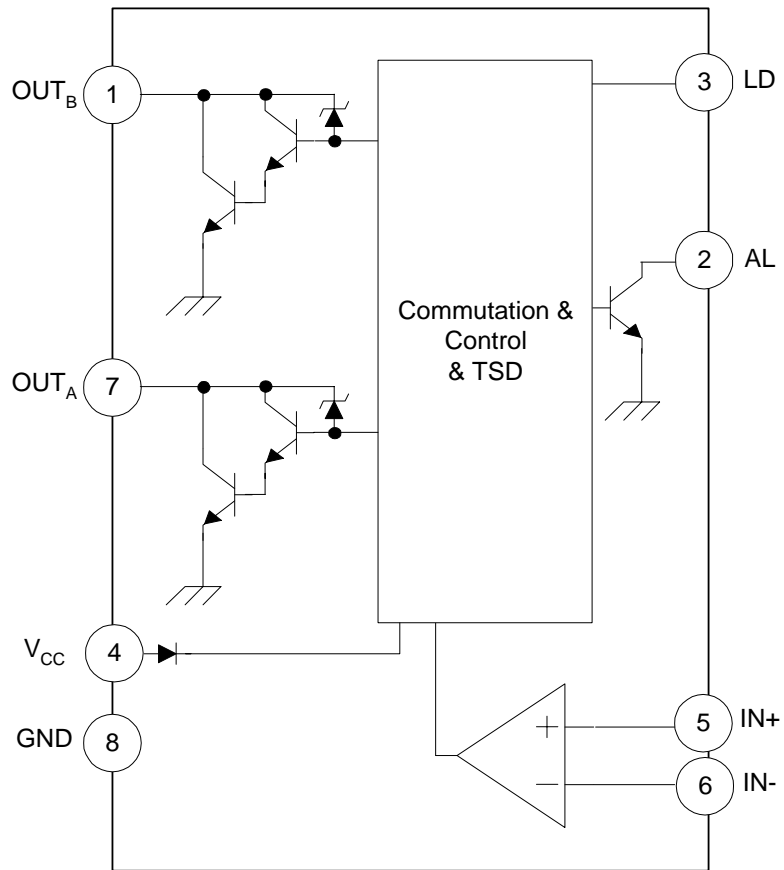 OUTB
1
3
LD
2
AL
Commutation &
Control
& TSD
OUTA
7
VCC
4
GND
8
+
5
IN+
−
6
IN-